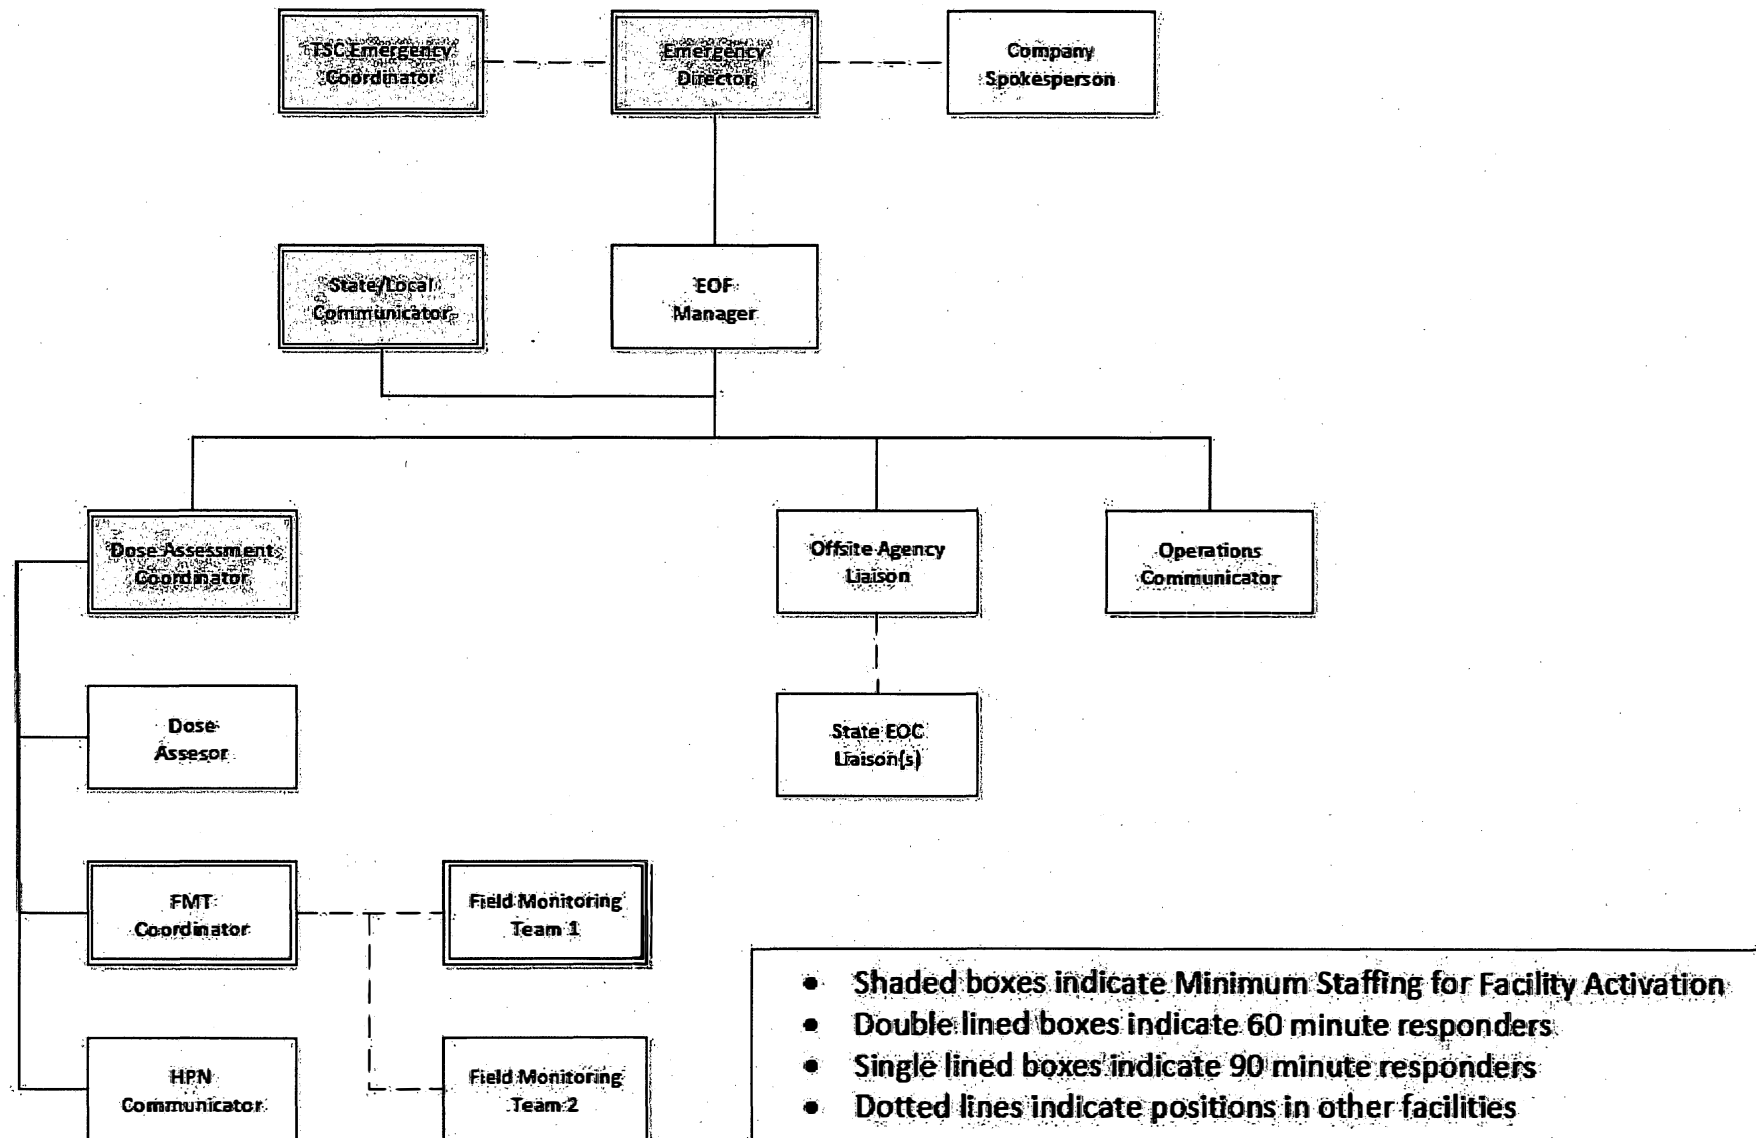 TSC Emergency
Coordinator
Emergency
Director
Company
Spokesperson
State/Local
Communicator
EOF
Manager
Dose Assessment
Coordinator
Offsite Agency
Liaison
Operations
Communicator
Dose
Assesor
State EOC
Liaison(s)
FMT
Coordinator
Field Monitoring
Team 1
HPN
Communicator
Field Monitoring
Team 2
• Shaded boxes indicate Minimum Staffing for Facility Activation
• Double lined boxes indicate 60 minute responders
• Single lined boxes indicate 90 minute responders
• Dotted lines indicate positions in other facilities